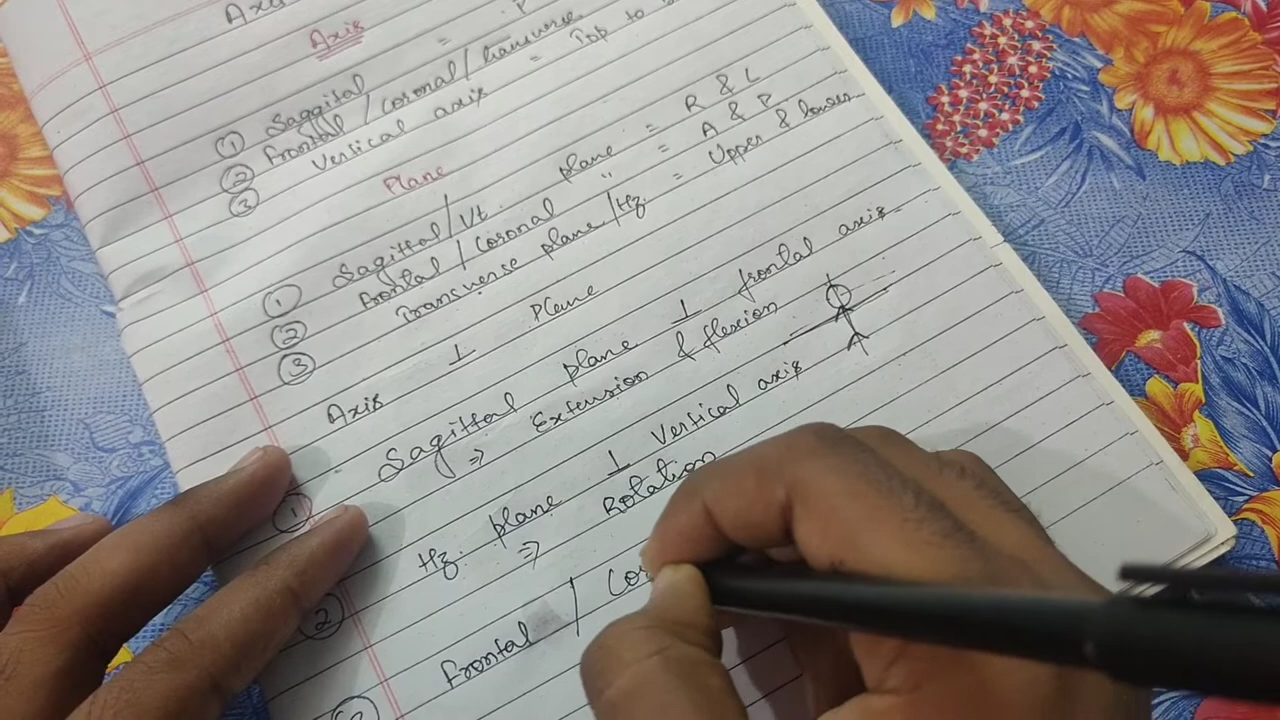 Axis
① Saggital = P
② Frontal / Coronal / transverse
③ Vertical axis = Top to
Plane
① Sagittal / Vt. plane = R & L
② Frontal / Coronal " = A & P
③ Transverse plane / Hz. = Upper & lower
Axis ⊥ Plane
① Sagittal plane ⊥ frontal axis
⇒ Extension & flexion
② Hz. plane ⊥ Vertical axis
⇒ Rotation
Frontal / Cor